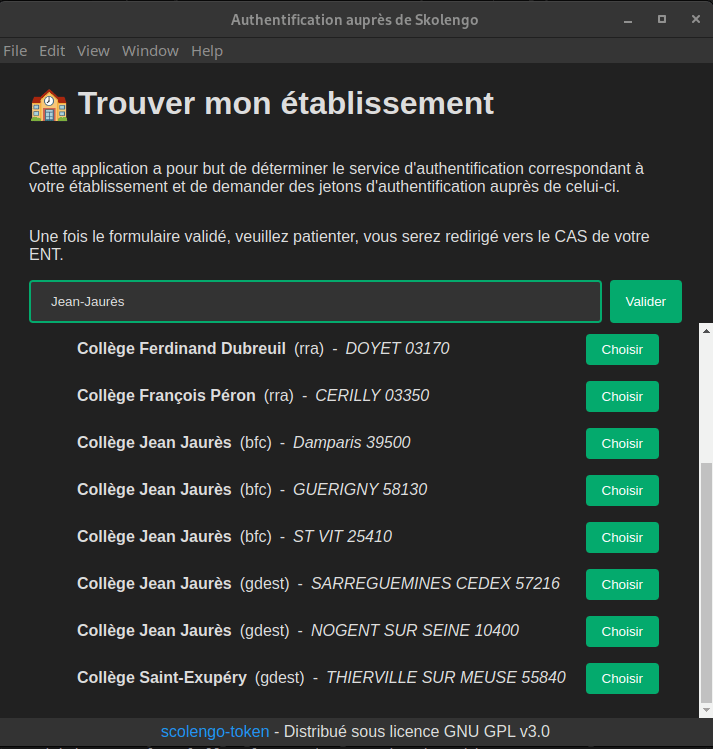 Authentification auprès de Skolengo
File Edit View Window Help
Trouver mon établissement
Cette application a pour but de déterminer le service d'authentification correspondant à
votre établissement et de demander des jetons d'authentification auprès de celui-ci.
Une fois le formulaire validé, veuillez patienter, vous serez redirigé vers le CAS de votre
ENT.
Jean-Jaurès Valider
Collège Ferdinand Dubreuil (rra) - DOYET 03170 Choisir
Collège François Péron (rra) - CERILLY 03350 Choisir
Collège Jean Jaurès (bfc) - Damparis 39500 Choisir
Collège Jean Jaurès (bfc) - GUERIGNY 58130 Choisir
Collège Jean Jaurès (bfc) - ST VIT 25410 Choisir
Collège Jean Jaurès (gdest) - SARREGUEMINES CEDEX 57216 Choisir
Collège Jean Jaurès (gdest) - NOGENT SUR SEINE 10400 Choisir
Collège Saint-Exupéry (gdest) - THIERVILLE SUR MEUSE 55840 Choisir
scolengo-token - Distribué sous licence GNU GPL v3.0